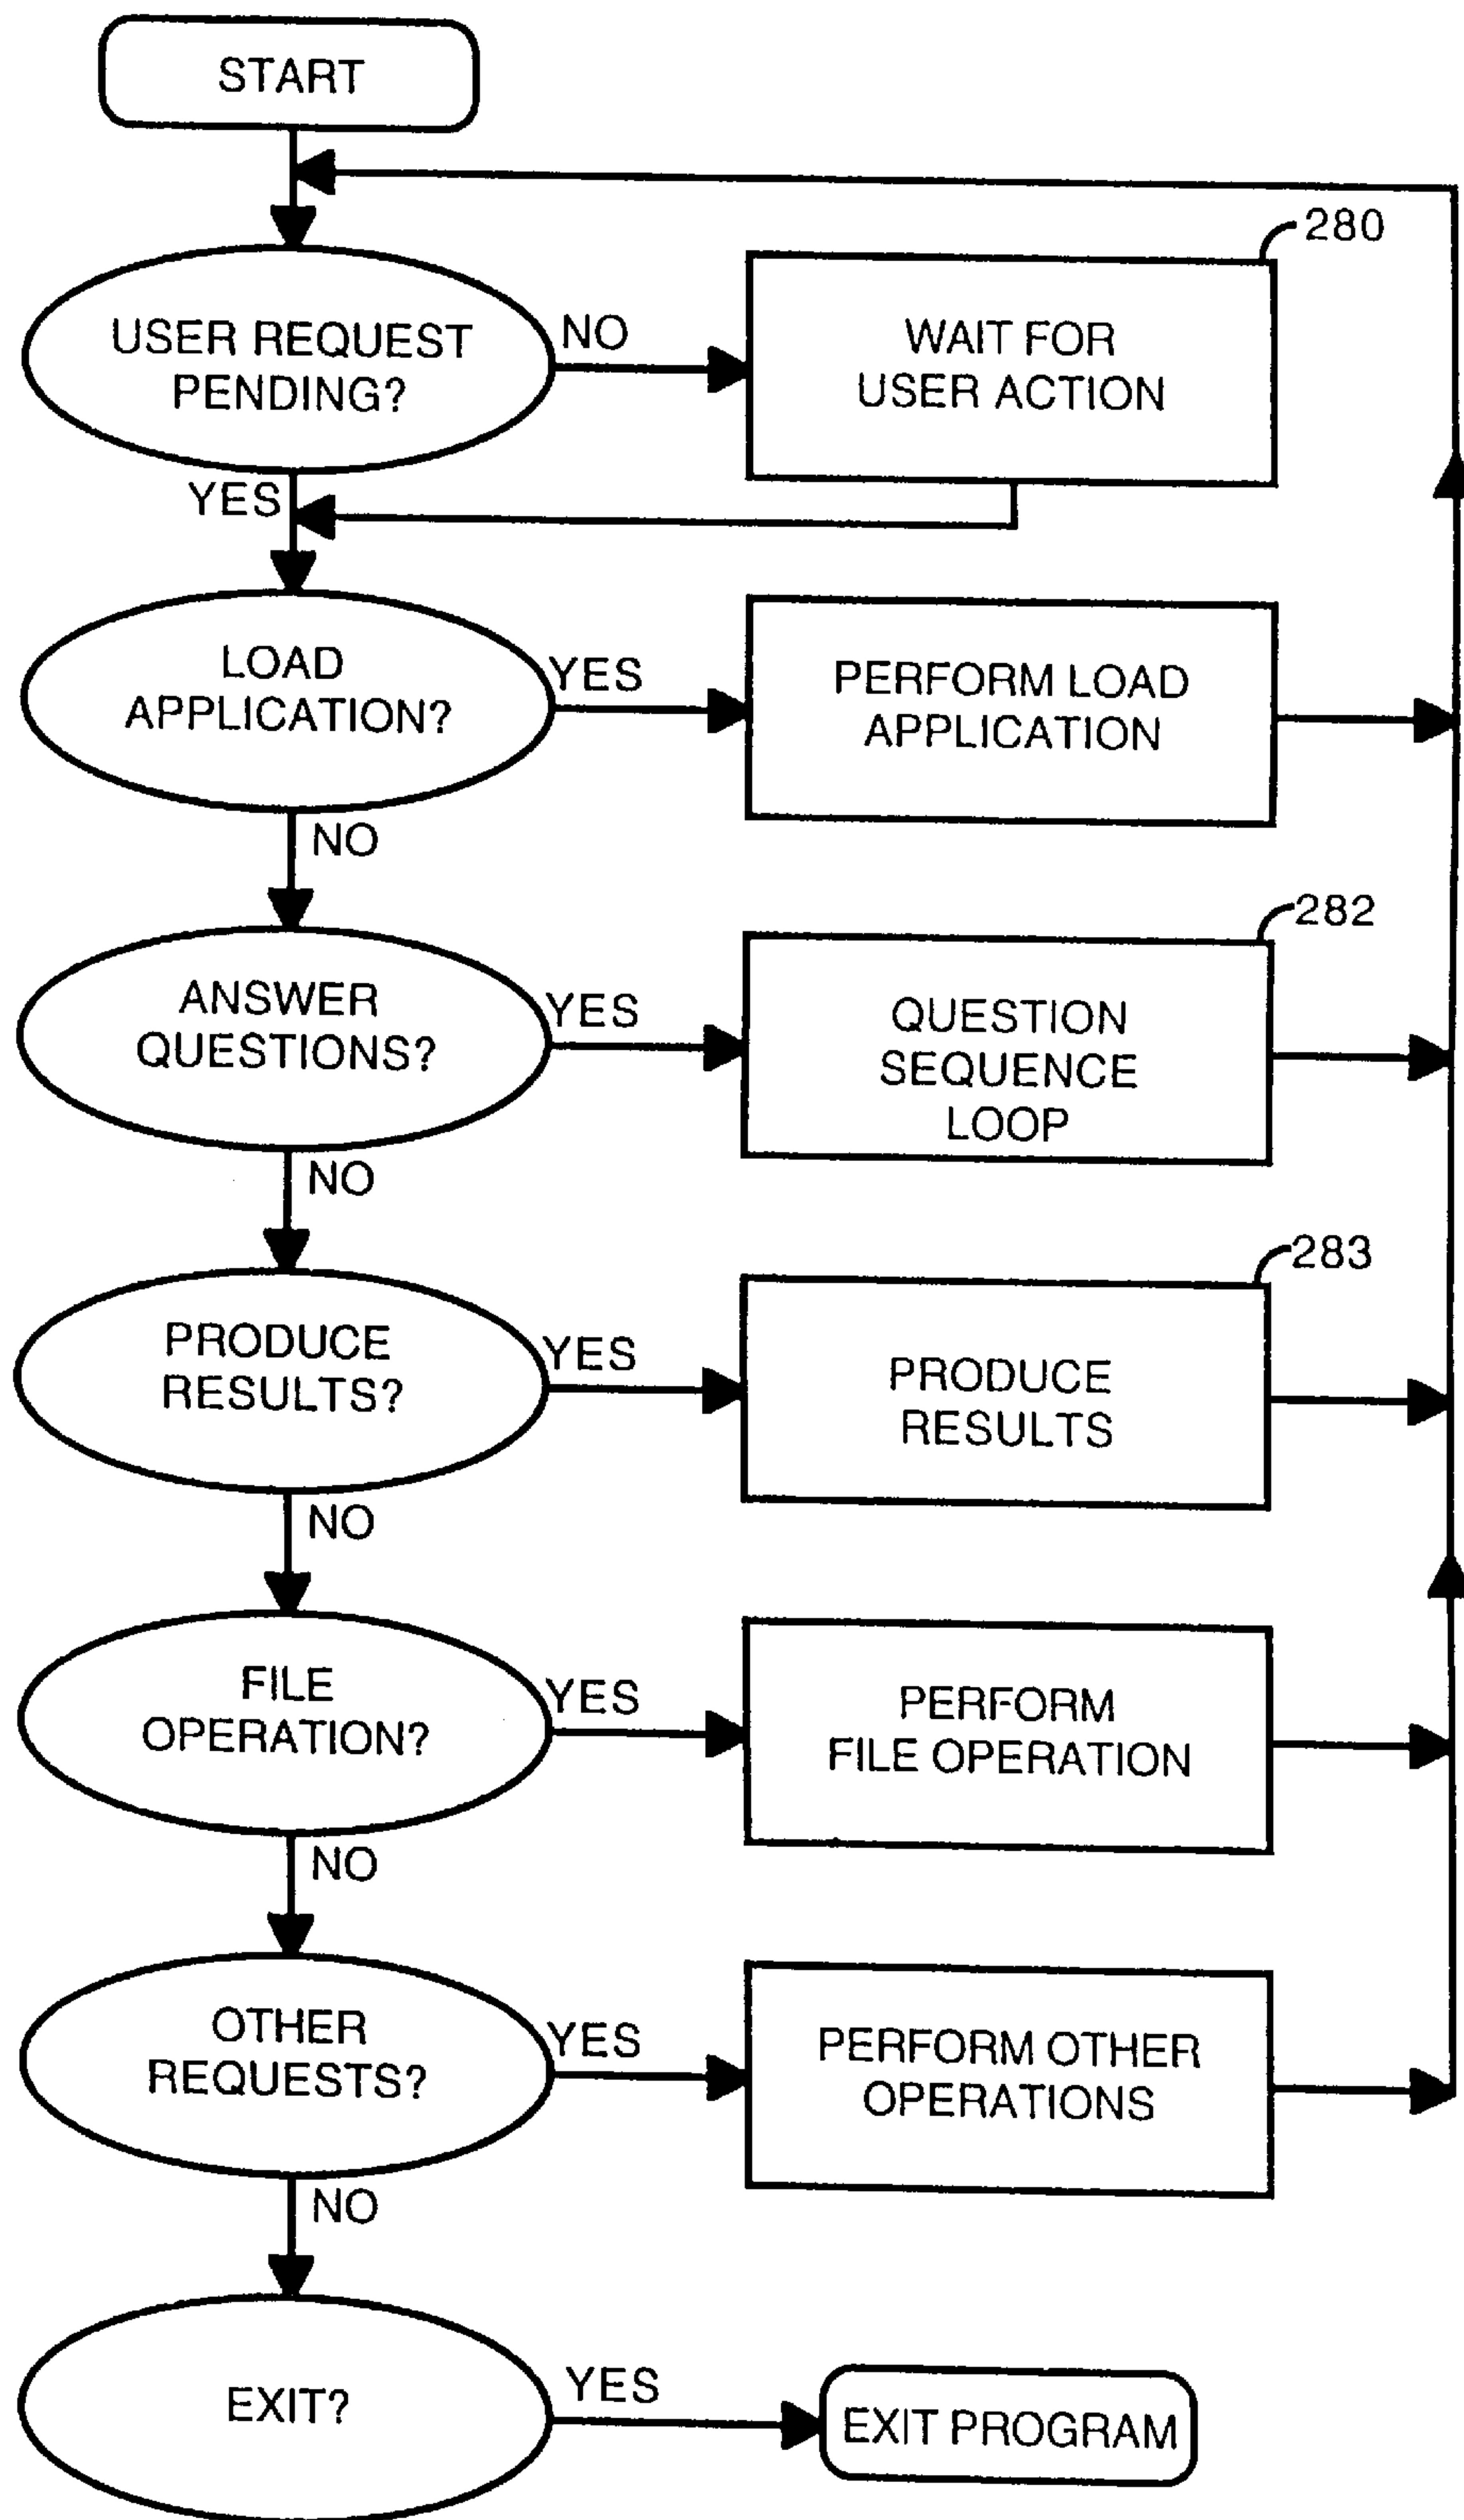 START
280
USER REQUEST
PENDING?
NO
WAIT FOR
USER ACTION
YES
LOAD
APPLICATION?
YES
PERFORM LOAD
APPLICATION
NO
282
ANSWER
QUESTIONS?
YES
QUESTION
SEQUENCE
LOOP
NO
283
PRODUCE
RESULTS?
YES
PRODUCE
RESULTS
NO
FILE
OPERATION?
YES
PERFORM
FILE OPERATION
NO
OTHER
REQUESTS?
YES
PERFORM OTHER
OPERATIONS
NO
EXIT?
YES
EXIT PROGRAM